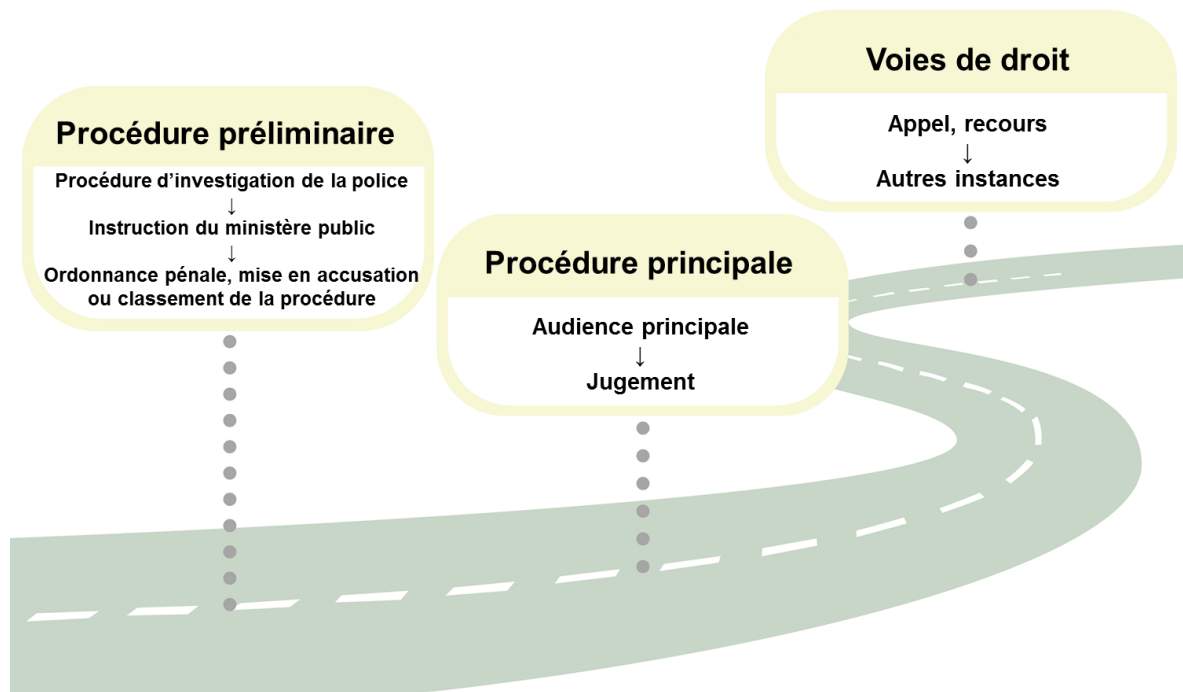 Procédure préliminaire
Procédure d’investigation de la police
↓
Instruction du ministère public
↓
Ordonnance pénale, mise en accusation
ou classement de la procédure
Procédure principale
Audience principale
↓
Jugement
Voies de droit
Appel, recours
↓
Autres instances